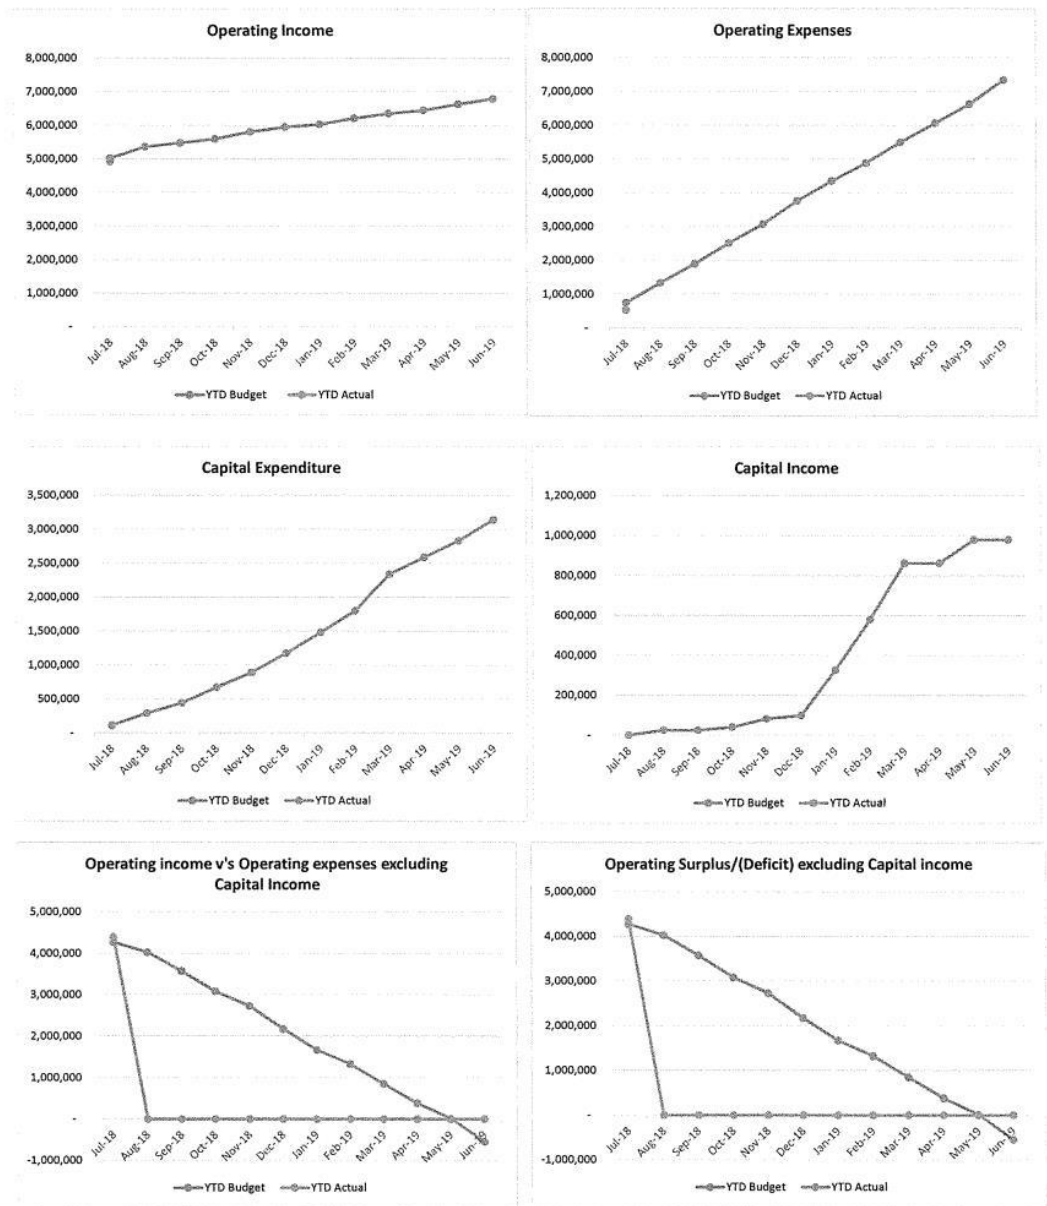 Operating Income
8,000,000
7,000,000
6,000,000
5,000,000
4,000,000
3,000,000
2,000,000
1,000,000
-
Jul-18 Aug-18 Sep-18 Oct-18 Nov-18 Dec-18 Jan-19 Feb-19 Mar-19 Apr-19 May-19 Jun-19
YTD Budget YTD Actual
Operating Expenses
8,000,000
7,000,000
6,000,000
5,000,000
4,000,000
3,000,000
2,000,000
1,000,000
-
Jul-18 Aug-18 Sep-18 Oct-18 Nov-18 Dec-18 Jan-19 Feb-19 Mar-19 Apr-19 May-19 Jun-19
YTD Budget YTD Actual
Capital Expenditure
3,500,000
3,000,000
2,500,000
2,000,000
1,500,000
1,000,000
500,000
-
Jul-18 Aug-18 Sep-18 Oct-18 Nov-18 Dec-18 Jan-19 Feb-19 Mar-19 Apr-19 May-19 Jun-19
YTD Budget YTD Actual
Capital Income
1,200,000
1,000,000
800,000
600,000
400,000
200,000
-
Jul-18 Aug-18 Sep-18 Oct-18 Nov-18 Dec-18 Jan-19 Feb-19 Mar-19 Apr-19 May-19 Jun-19
YTD Budget YTD Actual
Operating income v's Operating expenses excluding
Capital Income
5,000,000
4,000,000
3,000,000
2,000,000
1,000,000
-
-1,000,000
Jul-18 Aug-18 Sep-18 Oct-18 Nov-18 Dec-18 Jan-19 Feb-19 Mar-19 Apr-19 May-19 Jun-19
YTD Budget YTD Actual
Operating Surplus/(Deficit) excluding Capital income
5,000,000
4,000,000
3,000,000
2,000,000
1,000,000
-
-1,000,000
Jul-18 Aug-18 Sep-18 Oct-18 Nov-18 Dec-18 Jan-19 Feb-19 Mar-19 Apr-19 May-19 Jun-19
YTD Budget YTD Actual